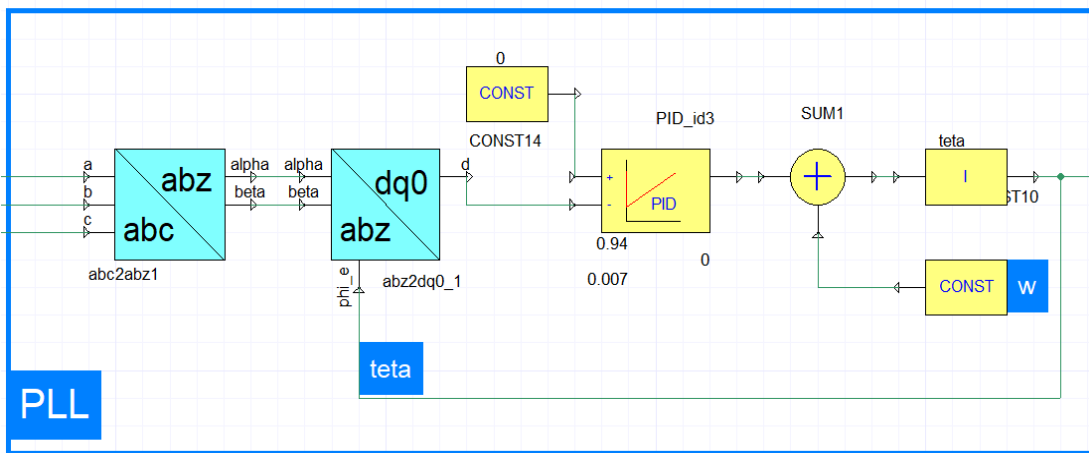 0
CONST
CONST14
PID_id3
SUM1
teta
a
b
c
abz
abc
abc2abz1
alpha
beta
alpha
beta
dq0
abz
d
phi_e
abz2dq0_1
+
-
PID
0.94
0.007
0
+
I
ST10
CONST
w
teta
PLL